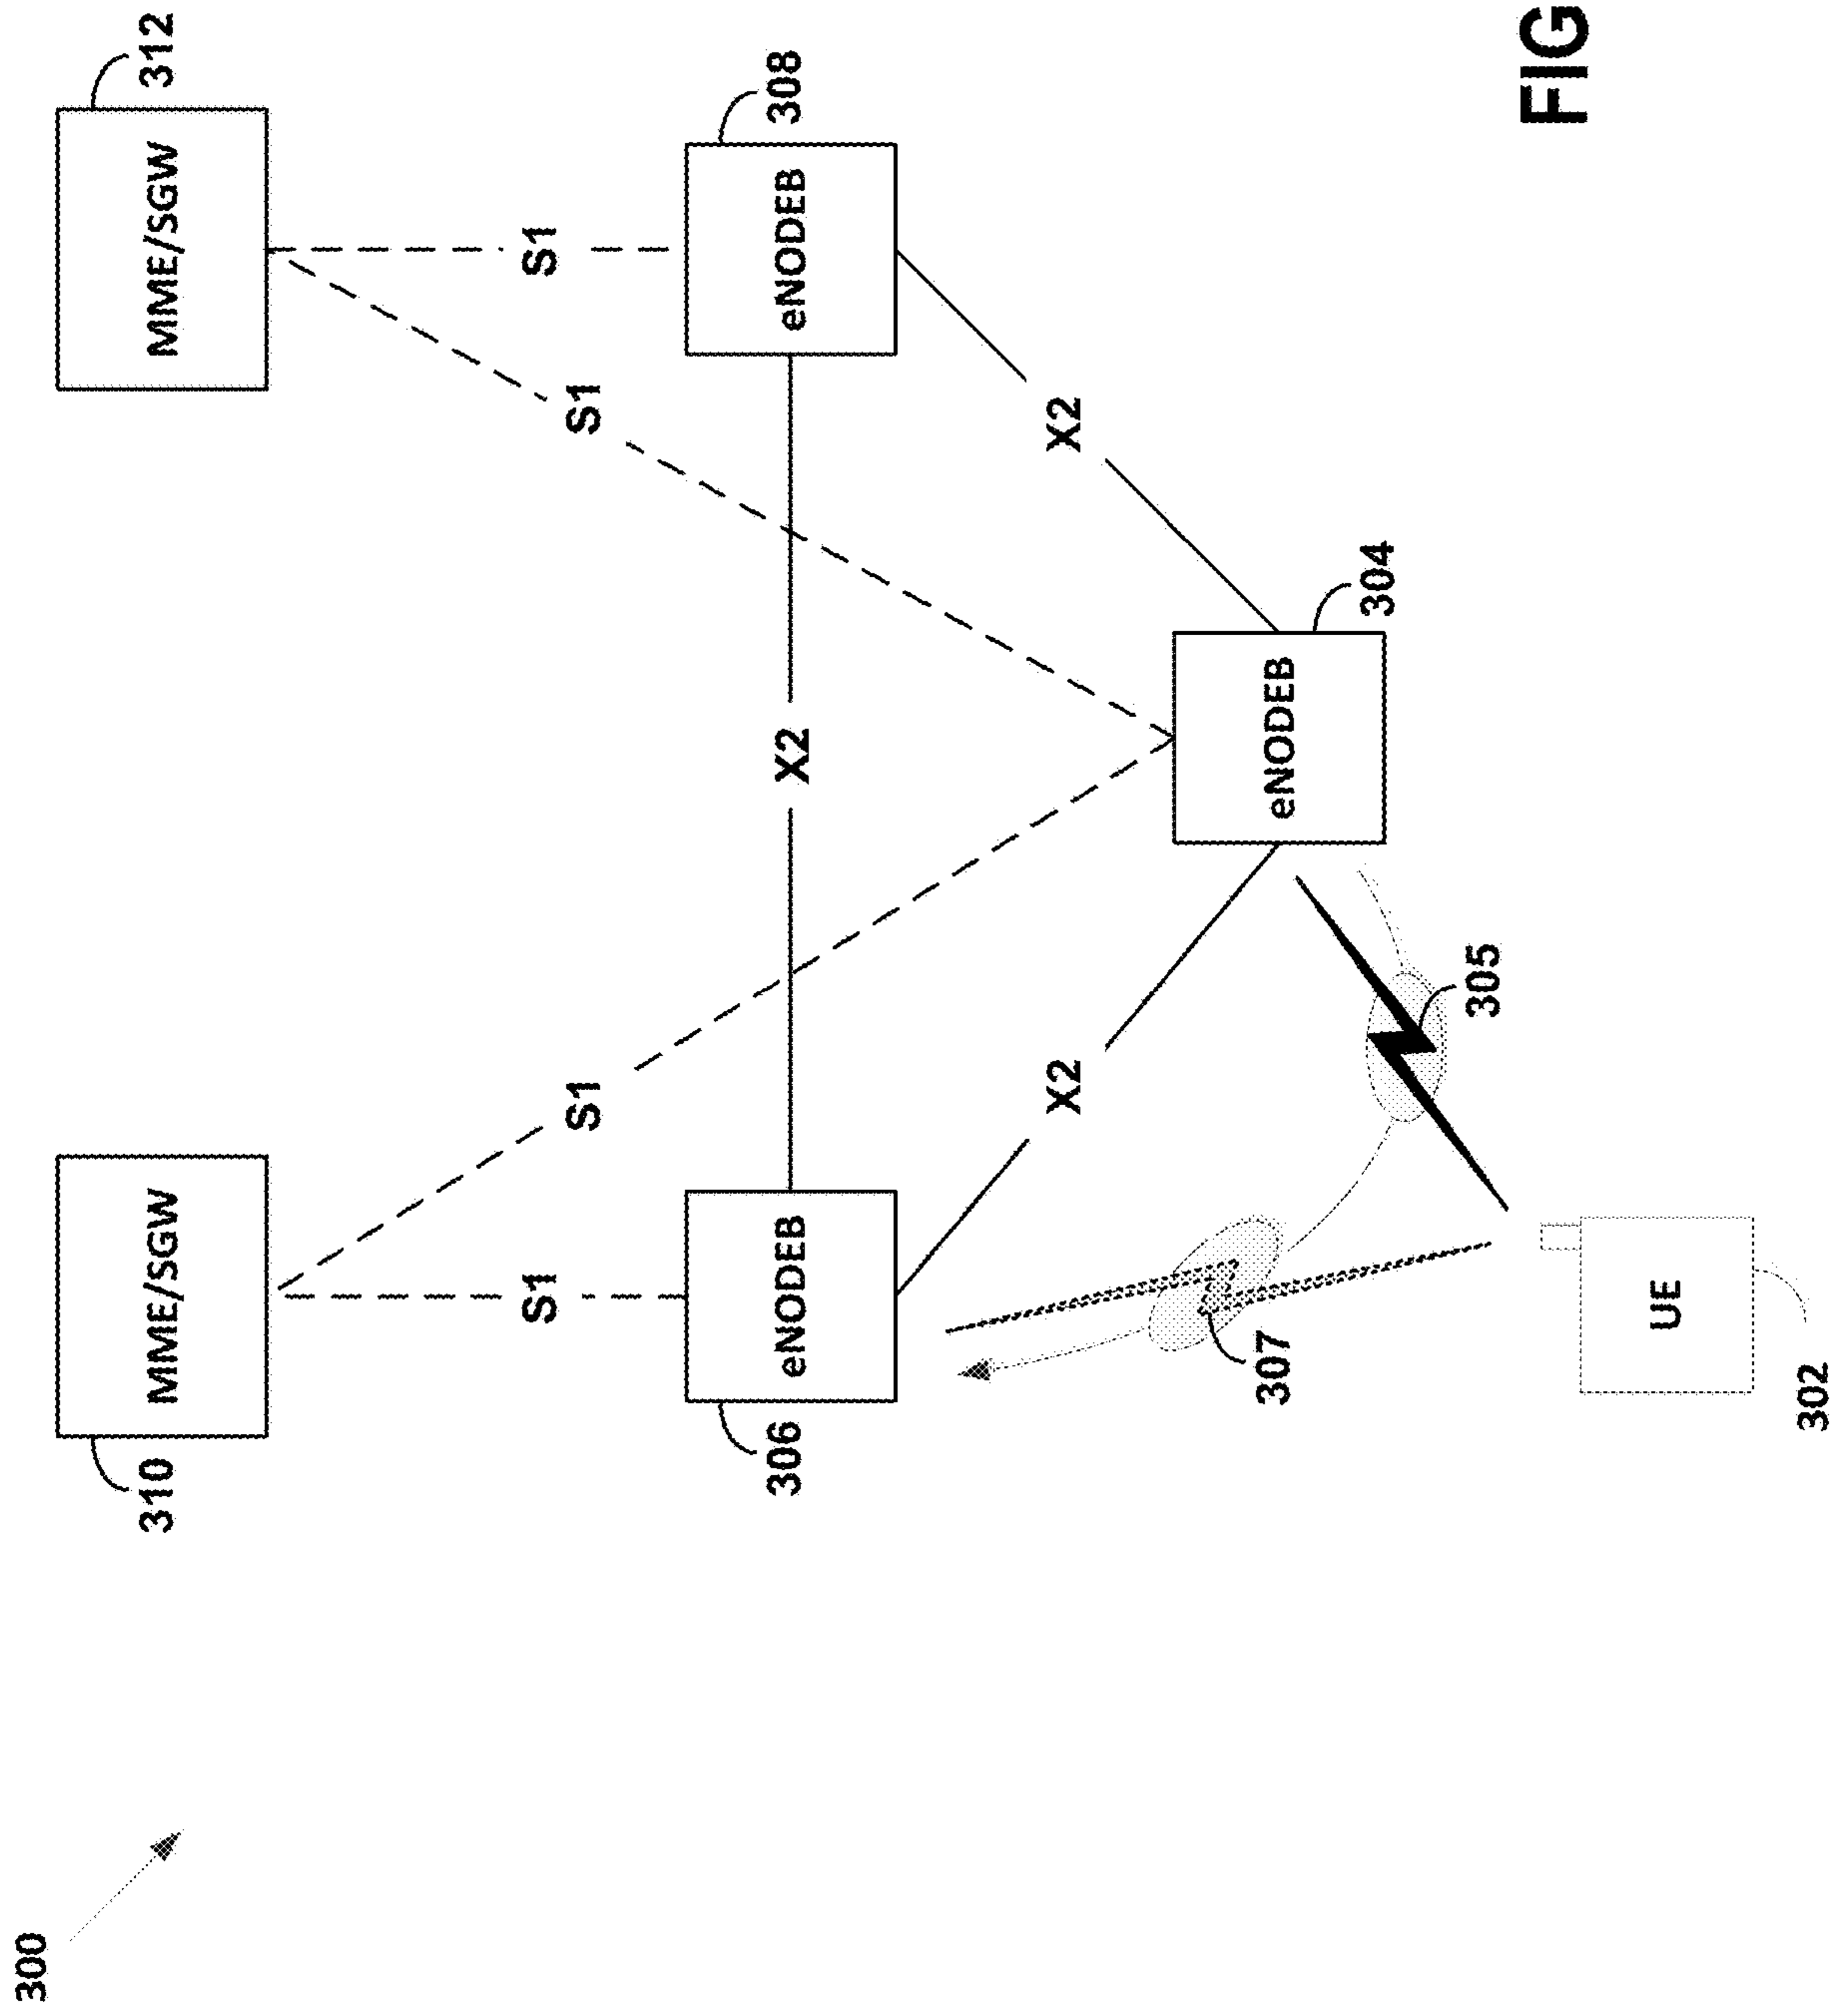 300
310
MME/SGW
MME/SGW
312
S1
S1
S1
S1
306
eNODEB
X2
eNODEB
308
X2
X2
307
eNODEB
304
305
FIG
UE
302